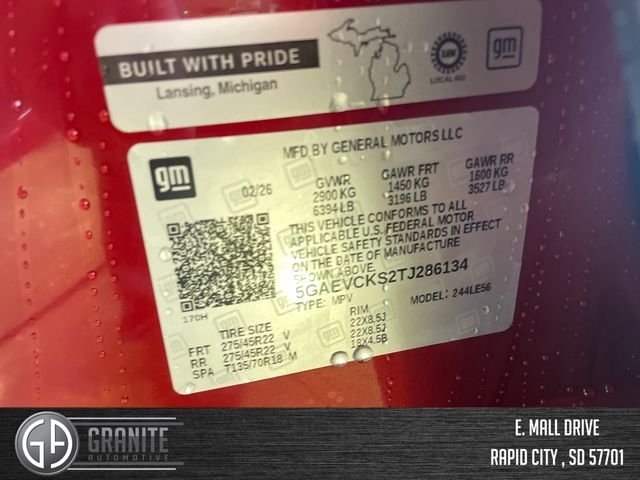 BUILT WITH PRIDE
Lansing, Michigan
LOCAL 602
gm
MFD BY GENERAL MOTORS LLC
gm
02/26
GVWR GAWR FRT GAWR RR
2900 KG 1450 KG 1600 KG
6394 LB 3196 LB 3527 LB
THIS VEHICLE CONFORMS TO ALL
APPLICABLE U.S. FEDERAL MOTOR
VEHICLE SAFETY STANDARDS IN EFFECT
ON THE DATE OF MANUFACTURE
SHOWN ABOVE.
5GAEVCKS2TJ286134
TYPE: MPV MODEL: 244LE56
170H
TIRE SIZE RIM
FRT 275/45R22 V 22X8.5J
RR 275/45R22 V 22X8.5J
SPA T135/70R18 M 18X4.5B
GA GRANITE
AUTOMOTIVE
E. MALL DRIVE
RAPID CITY , SD 57701